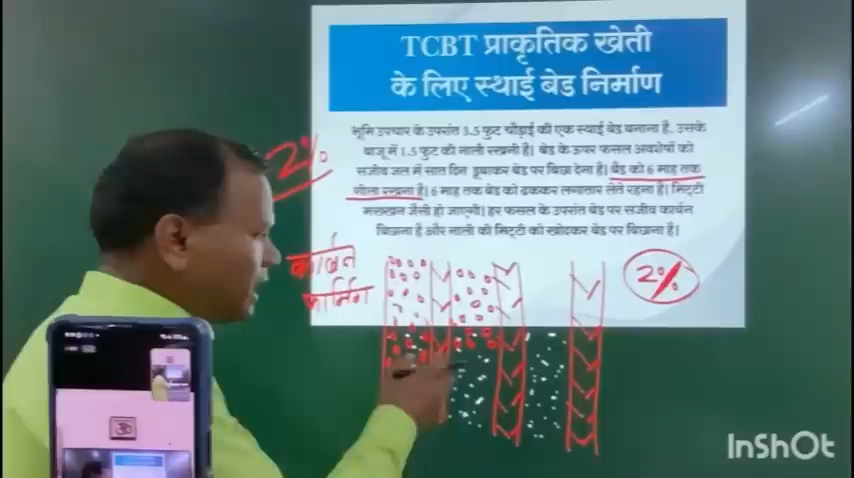 TCBT प्राकृतिक खेती
के लिए स्थाई बेड निर्माण
भूमि उपचार के उपरांत 3.5 फुट चौड़ाई की एक स्थाई बेड बनाना है, उसके
बाजू में 1.5 फुट की नाली रखनी है। बेड के ऊपर फसल अवशेषों को
सजीव जल में सात दिन डूबाकर बेड पर बिछा देना है। बेड को 6 माह तक
गीला रखना है। 6 माह तक बेड को ढककर लगातार लेते रहना है। मिट्टी
मख्खन जैसी हो जाएगी। हर फसल के उपरांत बेड पर सजीव कार्बन
बिछाना है और नाली की मिट्टी को खोदकर बेड पर बिछाना है।
2%
कार्बन
फार्मिंग
2%
InShOt